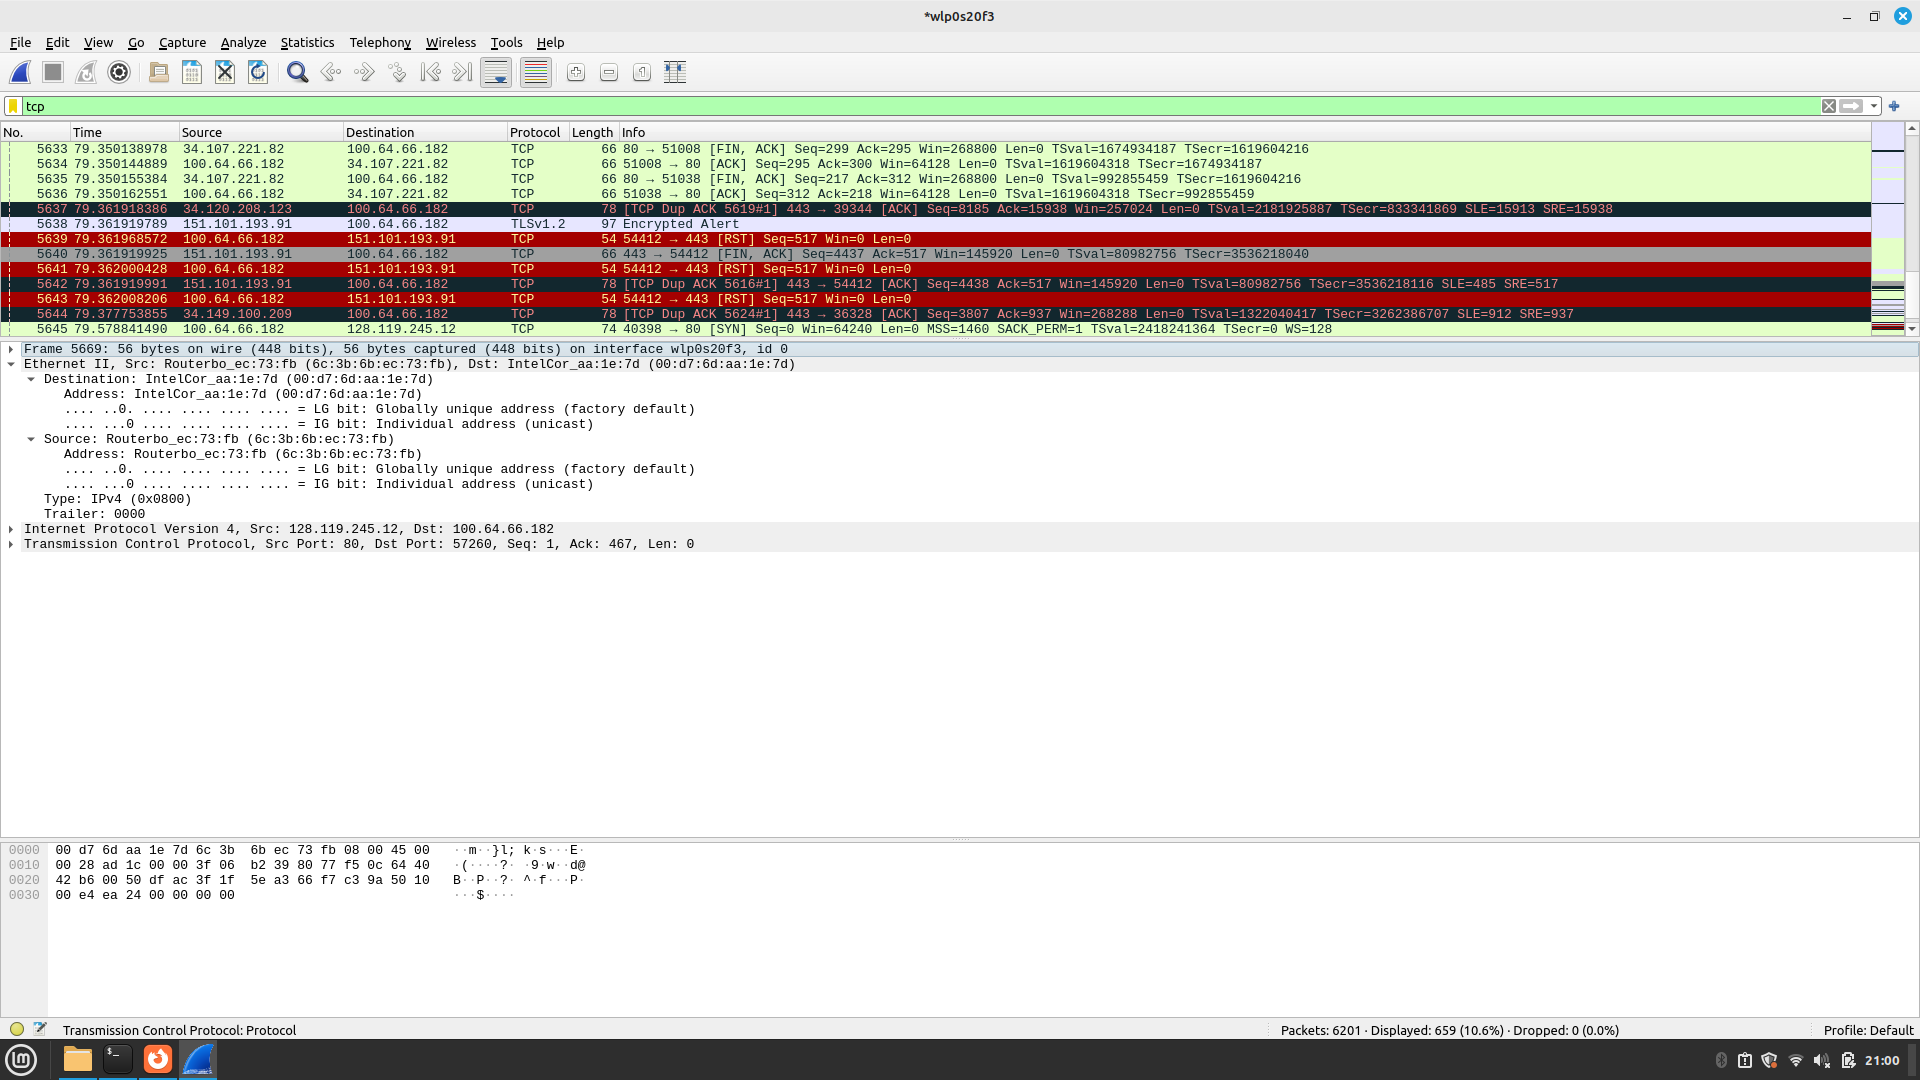 *wlp0s20f3
File Edit View Go Capture Analyze Statistics Telephony Wireless Tools Help
tcp
No. Time Source Destination Protocol Length Info
5633 79.350138978 34.107.221.82 100.64.66.182 TCP 66 80 → 51008 [FIN, ACK] Seq=299 Ack=295 Win=268800 Len=0 TSval=1674934187 TSecr=1619604216
5634 79.350144889 100.64.66.182 34.107.221.82 TCP 66 51008 → 80 [ACK] Seq=295 Ack=300 Win=64128 Len=0 TSval=1619604318 TSecr=1674934187
5635 79.350155384 34.107.221.82 100.64.66.182 TCP 66 80 → 51038 [FIN, ACK] Seq=217 Ack=312 Win=268800 Len=0 TSval=992855459 TSecr=1619604216
5636 79.350162551 100.64.66.182 34.107.221.82 TCP 66 51038 → 80 [ACK] Seq=312 Ack=218 Win=64128 Len=0 TSval=1619604318 TSecr=992855459
5637 79.361918386 34.120.208.123 100.64.66.182 TCP 78 [TCP Dup ACK 5619#1] 443 → 39344 [ACK] Seq=8185 Ack=15938 Win=257024 Len=0 TSval=2181925887 TSecr=833341869 SLE=15913 SRE=15938
5638 79.361919789 151.101.193.91 100.64.66.182 TLSv1.2 97 Encrypted Alert
5639 79.361968572 100.64.66.182 151.101.193.91 TCP 54 54412 → 443 [RST] Seq=517 Win=0 Len=0
5640 79.361919925 151.101.193.91 100.64.66.182 TCP 66 443 → 54412 [FIN, ACK] Seq=4437 Ack=517 Win=145920 Len=0 TSval=80982756 TSecr=3536218040
5641 79.362000428 100.64.66.182 151.101.193.91 TCP 54 54412 → 443 [RST] Seq=517 Win=0 Len=0
5642 79.361919991 151.101.193.91 100.64.66.182 TCP 78 [TCP Dup ACK 5616#1] 443 → 54412 [ACK] Seq=4438 Ack=517 Win=145920 Len=0 TSval=80982756 TSecr=3536218116 SLE=485 SRE=517
5643 79.362008206 100.64.66.182 151.101.193.91 TCP 54 54412 → 443 [RST] Seq=517 Win=0 Len=0
5644 79.377753855 34.149.100.209 100.64.66.182 TCP 78 [TCP Dup ACK 5624#1] 443 → 36328 [ACK] Seq=3807 Ack=937 Win=268288 Len=0 TSval=1322040417 TSecr=3262386707 SLE=912 SRE=937
5645 79.578841490 100.64.66.182 128.119.245.12 TCP 74 40398 → 80 [SYN] Seq=0 Win=64240 Len=0 MSS=1460 SACK_PERM=1 TSval=2418241364 TSecr=0 WS=128
Frame 5669: 56 bytes on wire (448 bits), 56 bytes captured (448 bits) on interface wlp0s20f3, id 0
Ethernet II, Src: Routerbo_ec:73:fb (6c:3b:6b:ec:73:fb), Dst: IntelCor_aa:1e:7d (00:d7:6d:aa:1e:7d)
Destination: IntelCor_aa:1e:7d (00:d7:6d:aa:1e:7d)
Address: IntelCor_aa:1e:7d (00:d7:6d:aa:1e:7d)
.... ..0. .... .... .... .... = LG bit: Globally unique address (factory default)
.... ...0 .... .... .... .... = IG bit: Individual address (unicast)
Source: Routerbo_ec:73:fb (6c:3b:6b:ec:73:fb)
Address: Routerbo_ec:73:fb (6c:3b:6b:ec:73:fb)
.... ..0. .... .... .... .... = LG bit: Globally unique address (factory default)
.... ...0 .... .... .... .... = IG bit: Individual address (unicast)
Type: IPv4 (0x0800)
Trailer: 0000
Internet Protocol Version 4, Src: 128.119.245.12, Dst: 100.64.66.182
Transmission Control Protocol, Src Port: 80, Dst Port: 57260, Seq: 1, Ack: 467, Len: 0
0000 00 d7 6d aa 1e 7d 6c 3b 6b ec 73 fb 08 00 45 00 ··m··}l; k·s···E·
0010 00 28 ad 1c 00 00 3f 06 b2 39 80 77 f5 0c 64 40 ·(····?· ·9·w··d@
0020 42 b6 00 50 df ac 3f 1f 5e a3 66 f7 c3 9a 50 10 B··P··?· ^·f···P·
0030 00 e4 ea 24 00 00 00 00 ···$····
Transmission Control Protocol: Protocol Packets: 6201 · Displayed: 659 (10.6%) · Dropped: 0 (0.0%) Profile: Default
21:00